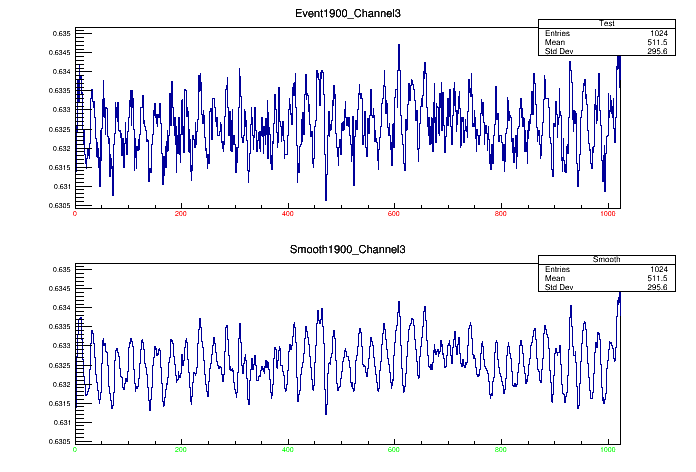 Event1900_Channel3
Test
Entries 1024
Mean 511.5
Std Dev 295.6
0.635
0.6345
0.634
0.6335
0.633
0.6325
0.632
0.6315
0.631
0.6305
0 200 400 600 800 1000
Smooth1900_Channel3
Smooth
Entries 1024
Mean 511.5
Std Dev 295.6
0.635
0.6345
0.634
0.6335
0.633
0.6325
0.632
0.6315
0.631
0.6305
0 200 400 600 800 1000